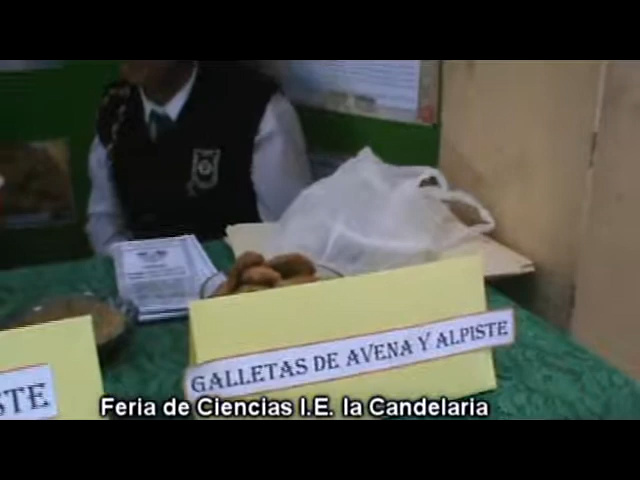 GALLETAS DE AVENA Y ALPISTE
STE
Feria de Ciencias I.E. la Candelaria